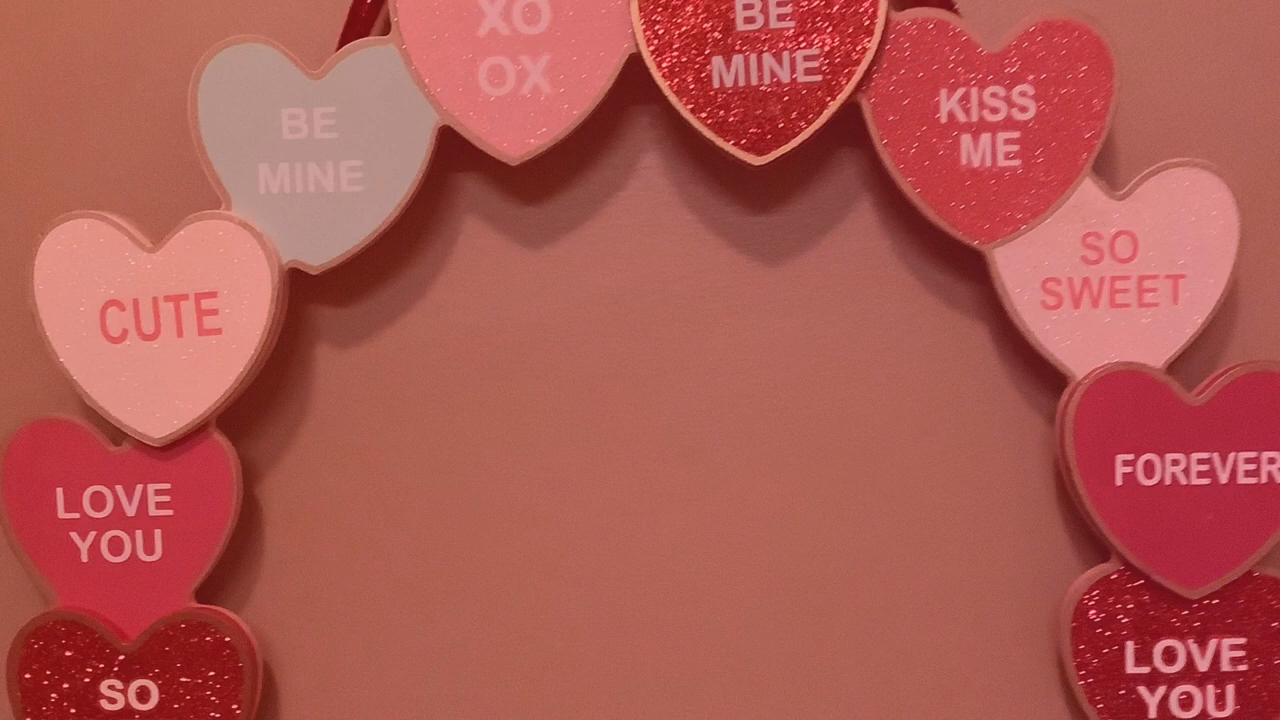 XO
OX
BE
MINE
BE
MINE
KISS
ME
SO
SWEET
CUTE
FOREVER
LOVE
YOU
LOVE
YOU
SO